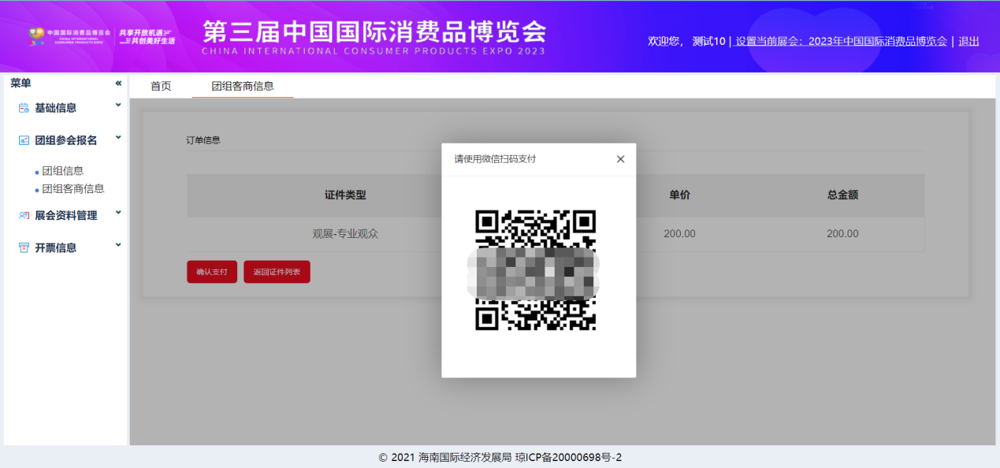 中国国际消费品博览会
CHINA INTERNATIONAL
CONSUMER PRODUCTS EXPO
共享开放机遇
共创美好生活
第三届中国国际消费品博览会
CHINA INTERNATIONAL CONSUMER PRODUCTS EXPO 2023
欢迎您， 测试10 | 设置当前展会：2023年中国国际消费品博览会 | 退出
菜单 «
首页 团组客商信息
基础信息
团组参会报名
团组信息
团组客商信息
展会资料管理
开票信息
订单信息
请使用微信扫码支付 ×
证件类型 单价 总金额
观展-专业观众 200.00 200.00
确认支付 返回证件列表
© 2021 海南国际经济发展局 琼ICP备20000698号-2